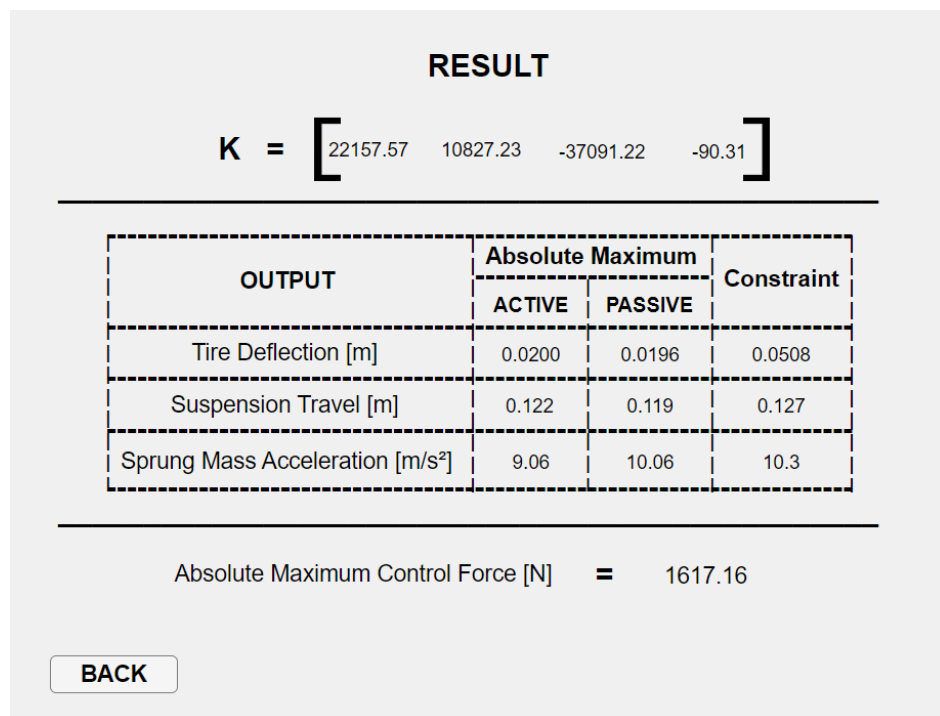 RESULT
K = [ 22157.57 10827.23 -37091.22 -90.31 ]
OUTPUT Absolute Maximum Constraint
ACTIVE PASSIVE
Tire Deflection [m] 0.0200 0.0196 0.0508
Suspension Travel [m] 0.122 0.119 0.127
Sprung Mass Acceleration [m/s²] 9.06 10.06 10.3
Absolute Maximum Control Force [N] = 1617.16
BACK